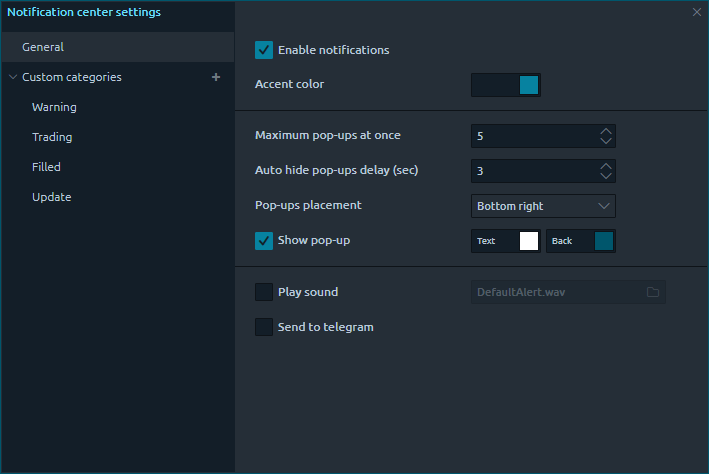 Notification center settings
General
Custom categories
Warning
Trading
Filled
Update
Enable notifications
Accent color
Maximum pop-ups at once 5
Auto hide pop-ups delay (sec) 3
Pop-ups placement Bottom right
Show pop-up Text Back
Play sound DefaultAlert.wav
Send to telegram